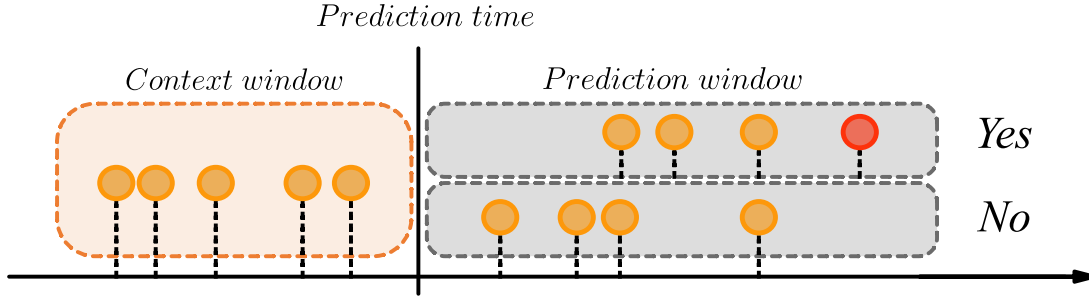 Prediction time
Context window
Prediction window
Yes
No